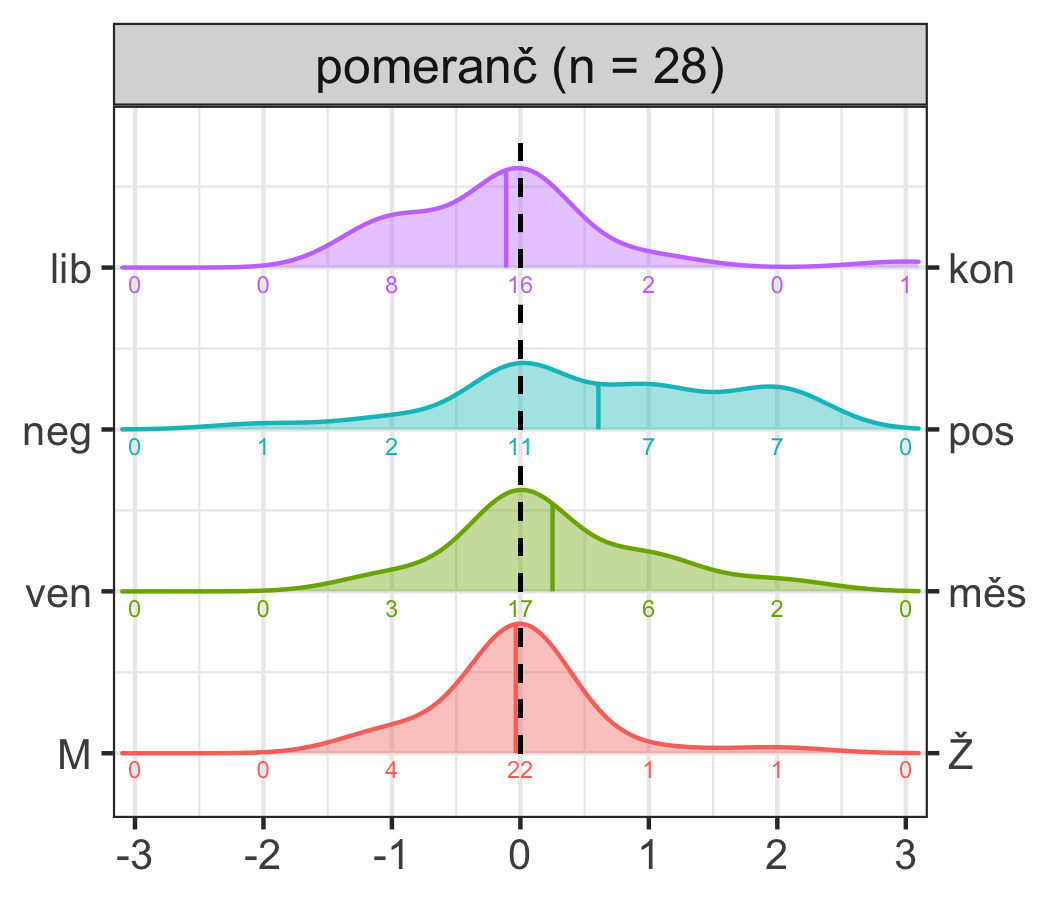 pomeranč (n = 28)
lib kon
0 0 8 16 2 0 1
neg pos
0 1 2 11 7 7 0
ven měs
0 0 3 17 6 2 0
M Ž
0 0 4 22 1 1 0
-3 -2 -1 0 1 2 3